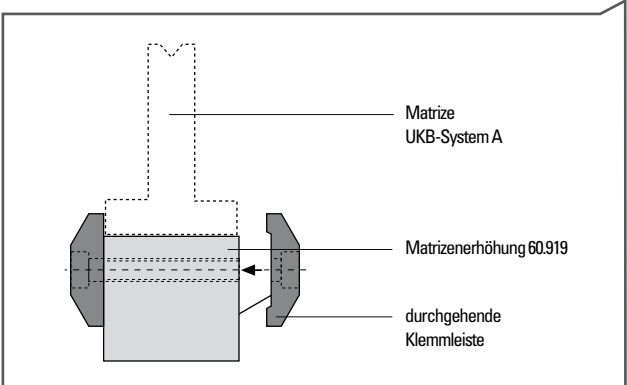 Matrize
UKB-System A
Matrizenerhöhung 60.919
durchgehende
Klemmleiste